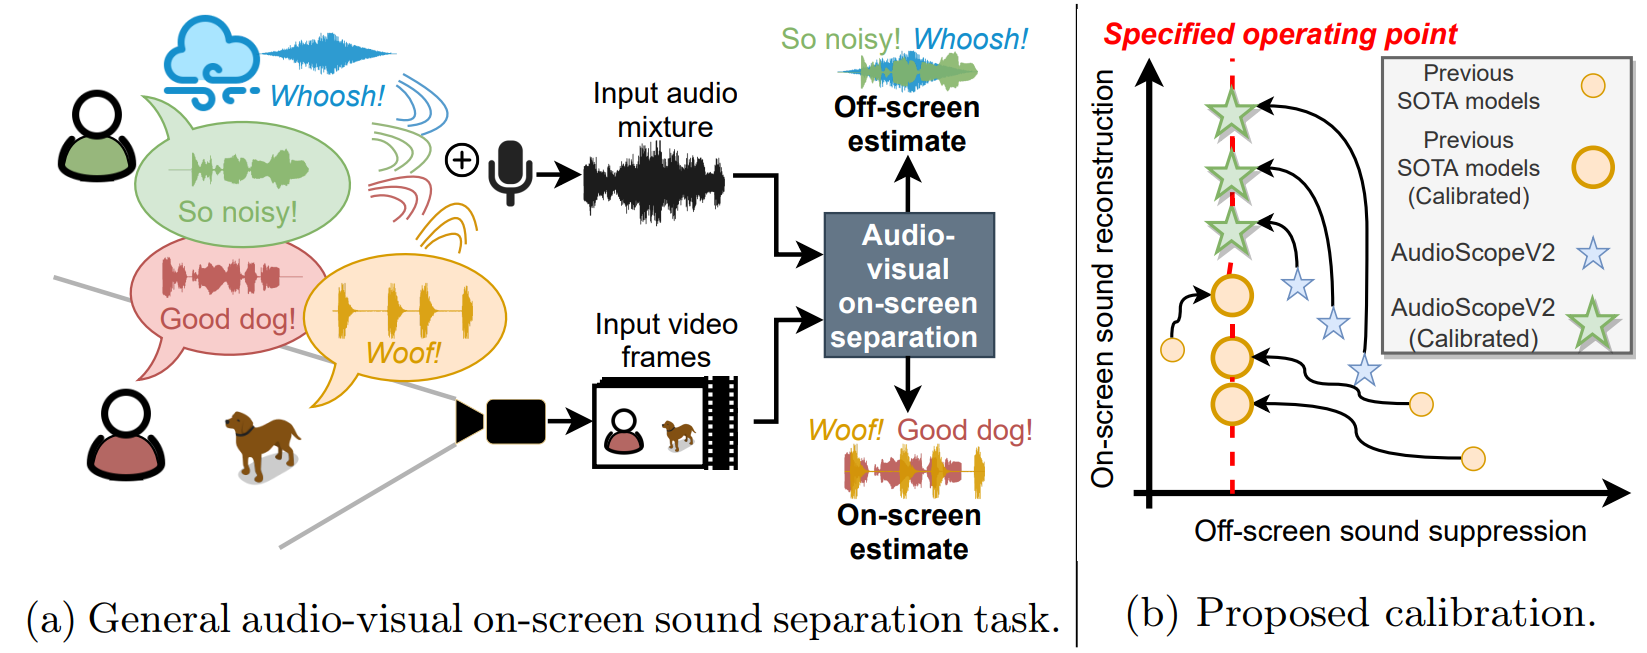 Whoosh!
So noisy!
Good dog!
Woof!
Input audio
mixture
Input video
frames
So noisy! Whoosh!
Off-screen
estimate
Audio-
visual
on-screen
separation
Woof! Good dog!
On-screen
estimate
(a) General audio-visual on-screen sound separation task.
Specified operating point
On-screen sound reconstruction
Previous
SOTA models
Previous
SOTA models
(Calibrated)
AudioScopeV2
AudioScopeV2
(Calibrated)
Off-screen sound suppression
(b) Proposed calibration.